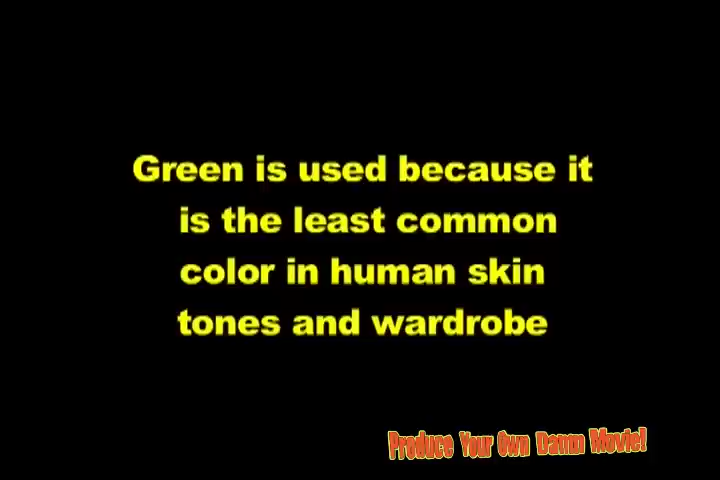 Green is used because it
is the least common
color in human skin
tones and wardrobe
Produce Your Own Damn Movie!